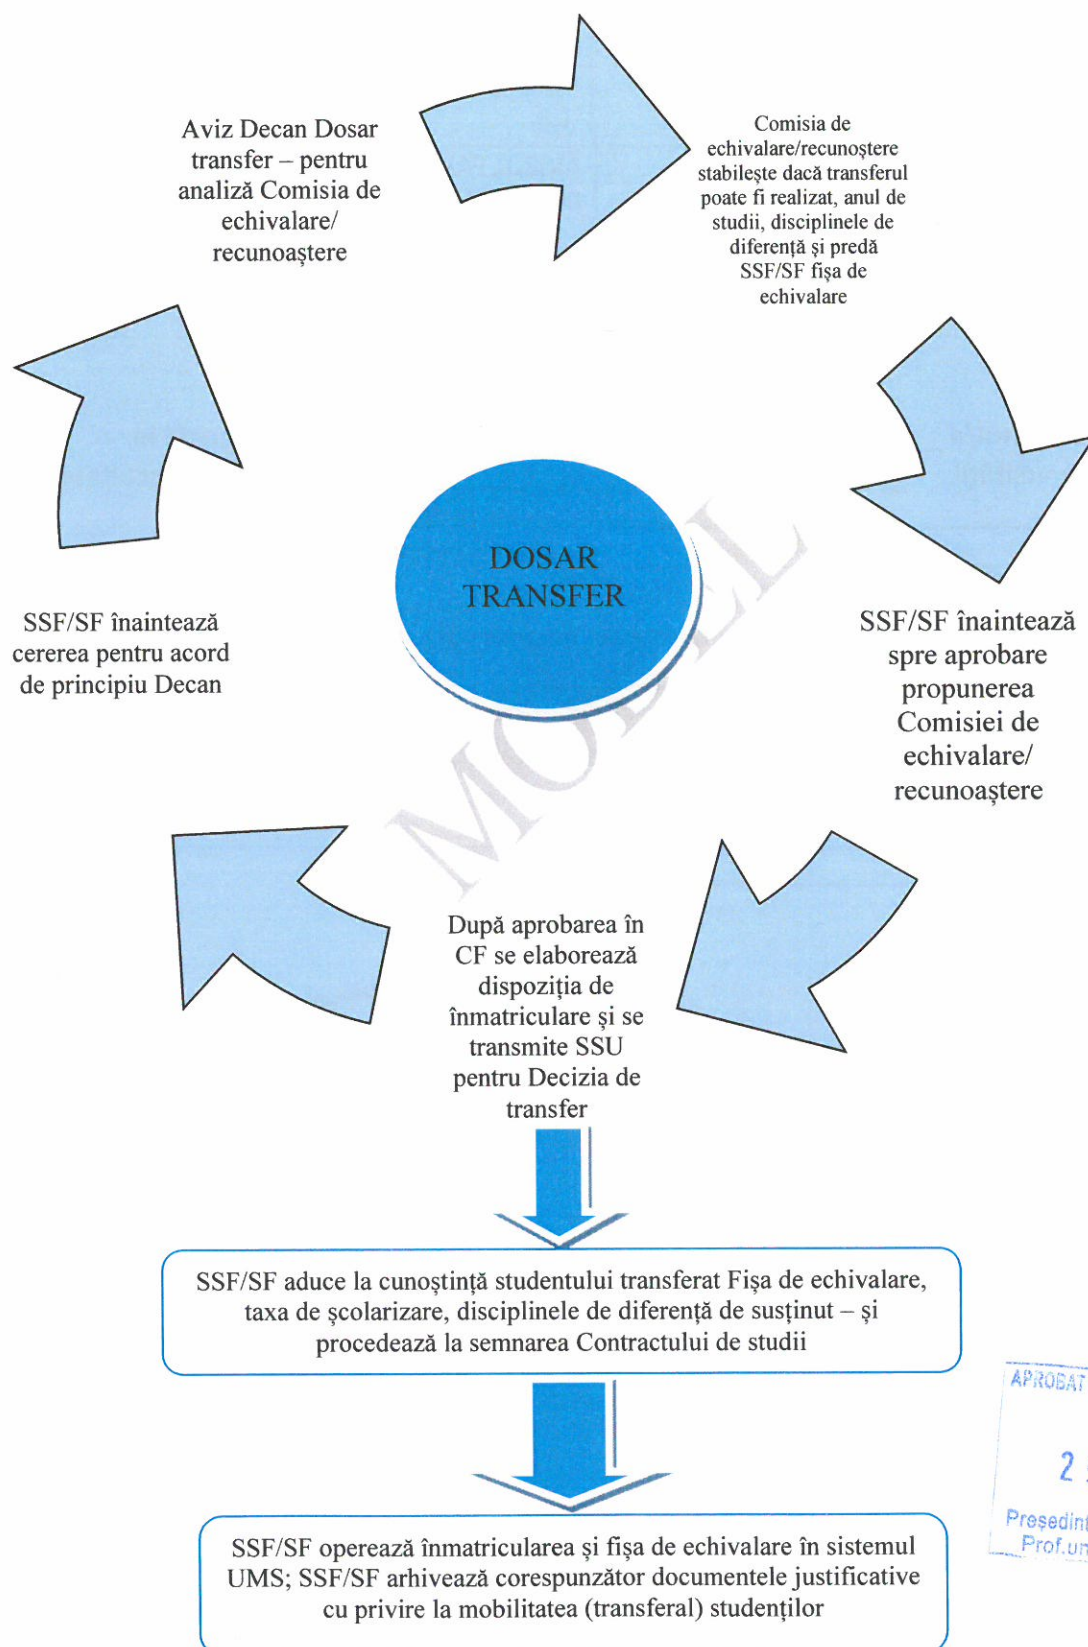 Aviz Decan Dosar
transfer – pentru
analiză Comisia de
echivalare/
recunoaștere
Comisia de
echivalare/recunoștere
stabilește dacă transferul
poate fi realizat, anul de
studii, disciplinele de
diferență și predă
SSF/SF fișa de
echivalare
DOSAR
TRANSFER
SSF/SF înaintează
cererea pentru acord
de principiu Decan
SSF/SF înaintează
spre aprobare
propunerea
Comisiei de
echivalare/
recunoaștere
MODEL
După aprobarea în
CF se elaborează
dispoziția de
înmatriculare și se
transmite SSU
pentru Decizia de
transfer
SSF/SF aduce la cunoștință studentului transferat Fișa de echivalare,
taxa de școlarizare, disciplinele de diferență de susținut – și
procedează la semnarea Contractului de studii
APROBAT
2
Președint
Prof.un
SSF/SF operează înmatricularea și fișa de echivalare în sistemul
UMS; SSF/SF arhivează corespunzător documentele justificative
cu privire la mobilitatea (transferal) studenților